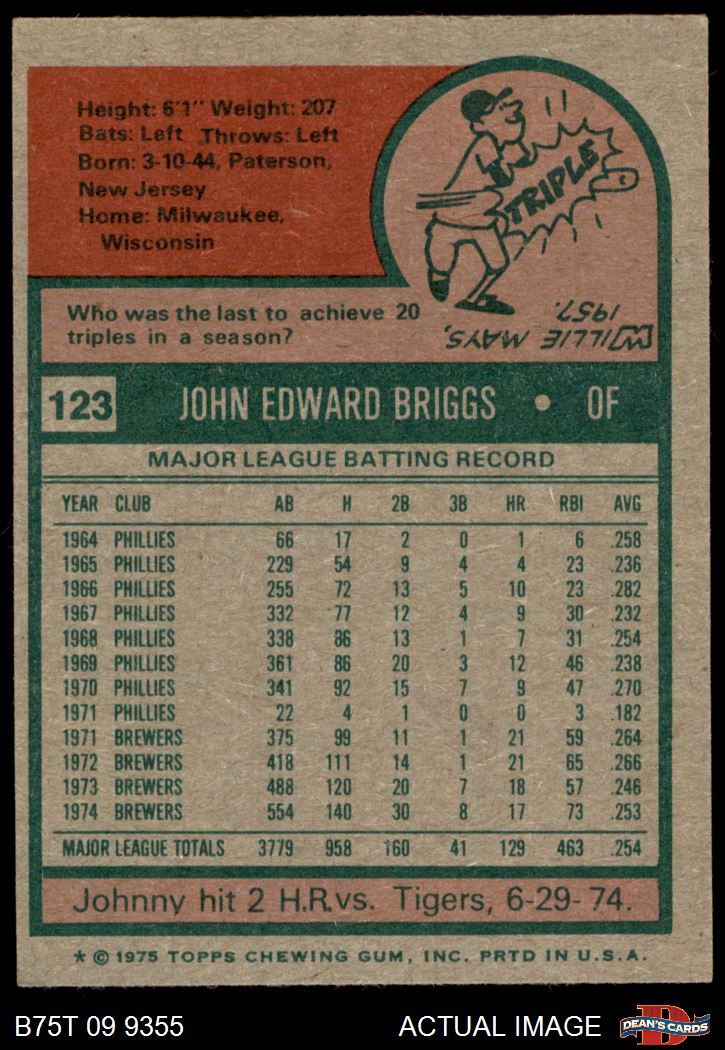 Height: 6'1" Weight: 207
Bats: Left Throws: Left
Born: 3-10-44, Paterson,
New Jersey
Home: Milwaukee,
Wisconsin
TRIPLE
Who was the last to achieve 20
triples in a season?
WILLIE MAYS,
1957.
123 JOHN EDWARD BRIGGS • OF
MAJOR LEAGUE BATTING RECORD
YEAR CLUB AB H 2B 3B HR RBI AVG
1964 PHILLIES 66 17 2 0 1 6 .258
1965 PHILLIES 229 54 9 4 4 23 .236
1966 PHILLIES 255 72 13 5 10 23 .282
1967 PHILLIES 332 77 12 4 9 30 .232
1968 PHILLIES 338 86 13 1 7 31 .254
1969 PHILLIES 361 86 20 3 12 46 .238
1970 PHILLIES 341 92 15 7 9 47 .270
1971 PHILLIES 22 4 1 0 0 3 .182
1971 BREWERS 375 99 11 1 21 59 .264
1972 BREWERS 418 111 14 1 21 65 .266
1973 BREWERS 488 120 20 7 18 57 .246
1974 BREWERS 554 140 30 8 17 73 .253
MAJOR LEAGUE TOTALS 3779 958 160 41 129 463 .254
Johnny hit 2 H.R. vs. Tigers, 6-29-74.
* © 1975 TOPPS CHEWING GUM, INC. PRTD IN U.S.A.
B75T 09 9355 ACTUAL IMAGE
D
DEAN'S CARDS